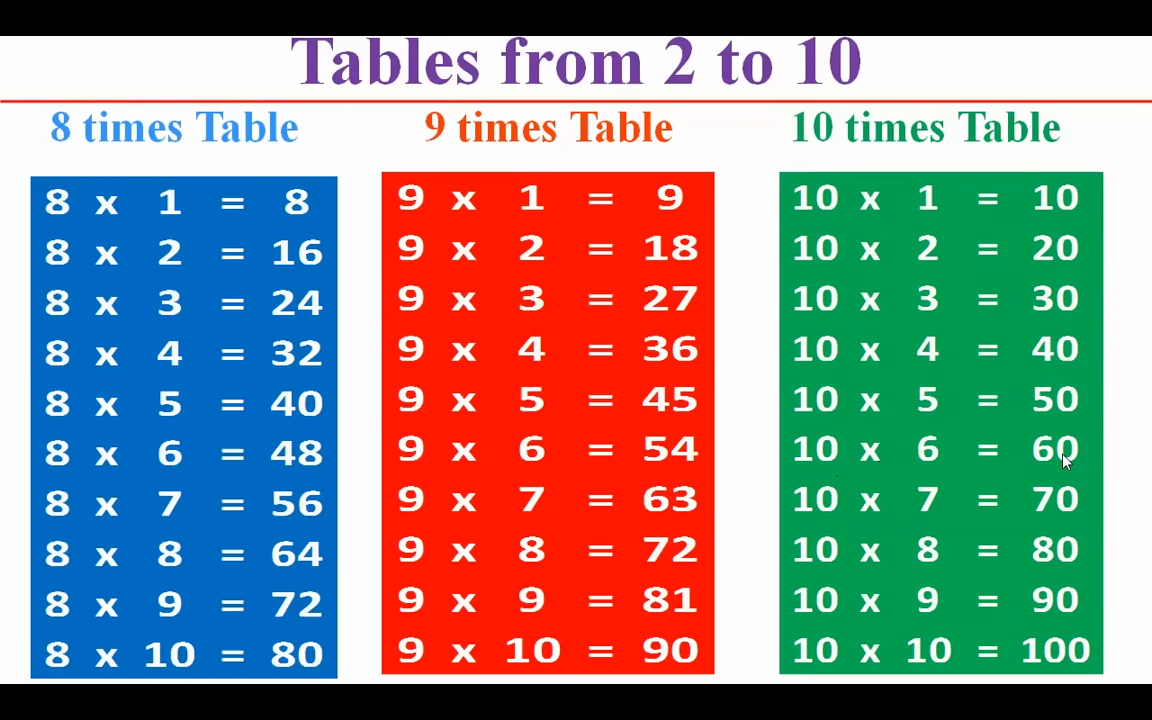 Tables from 2 to 10
8 times Table
8 x 1 = 8
8 x 2 = 16
8 x 3 = 24
8 x 4 = 32
8 x 5 = 40
8 x 6 = 48
8 x 7 = 56
8 x 8 = 64
8 x 9 = 72
8 x 10 = 80
9 times Table
9 x 1 = 9
9 x 2 = 18
9 x 3 = 27
9 x 4 = 36
9 x 5 = 45
9 x 6 = 54
9 x 7 = 63
9 x 8 = 72
9 x 9 = 81
9 x 10 = 90
10 times Table
10 x 1 = 10
10 x 2 = 20
10 x 3 = 30
10 x 4 = 40
10 x 5 = 50
10 x 6 = 60
10 x 7 = 70
10 x 8 = 80
10 x 9 = 90
10 x 10 = 100